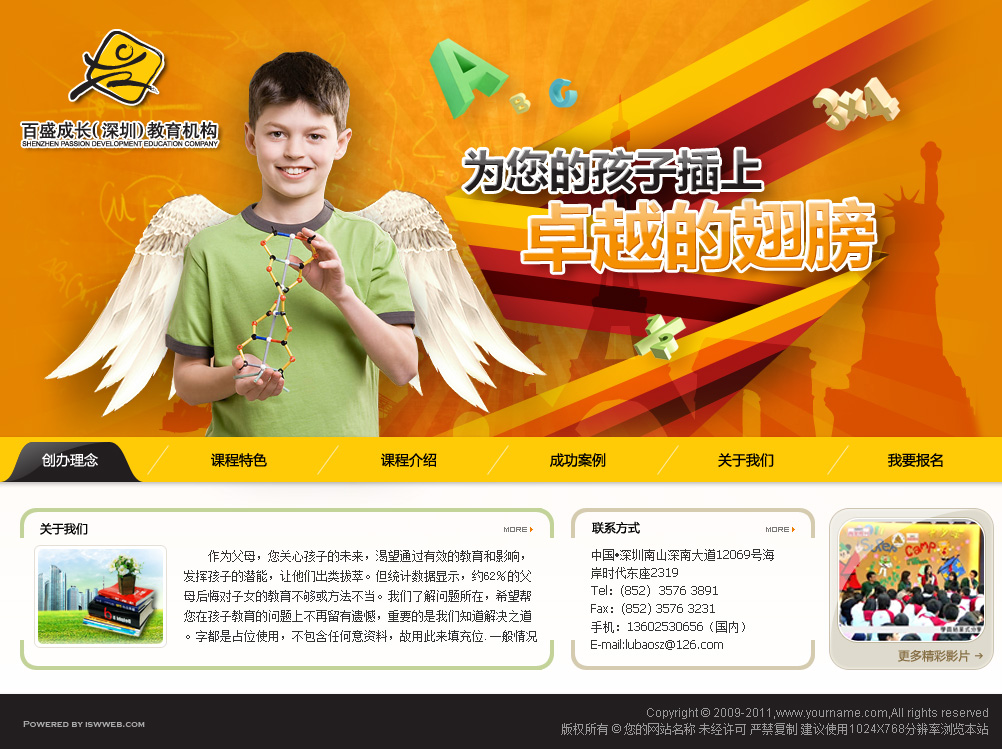 百盛成长(深圳)教育机构
SHENZHEN PASSION DEVELOPMENT EDUCATION COMPANY
A
B
C
3x4
为您的孩子插上
卓越的翅膀
创办理念
课程特色
课程介绍
成功案例
关于我们
我要报名
关于我们
MORE
作为父母，您关心孩子的未来，渴望通过有效的教育和影响，
发挥孩子的潜能，让他们出类拔萃。但统计数据显示，约62%的父
母后悔对子女的教育不够或方法不当。我们了解问题所在，希望帮
您在孩子教育的问题上不再留有遗憾，重要的是我们知道解决之道
。字都是占位使用，不包含任何意资料，故用此来填充位. 一般情况
联系方式
MORE
中国•深圳南山深南大道12069号海
岸时代东座2319
Tel：(852) 3576 3891
Fax：(852) 3576 3231
手机：13602530656（国内）
E-mail:lubaosz@126.com
Camp
更多精彩影片
POWERED BY ISWWEB.COM
Copyright © 2009-2011,www.yourname.com,All rights reserved
版权所有 © 您的网站名称 未经许可 严禁复制 建议使用1024X768分辨率浏览本站